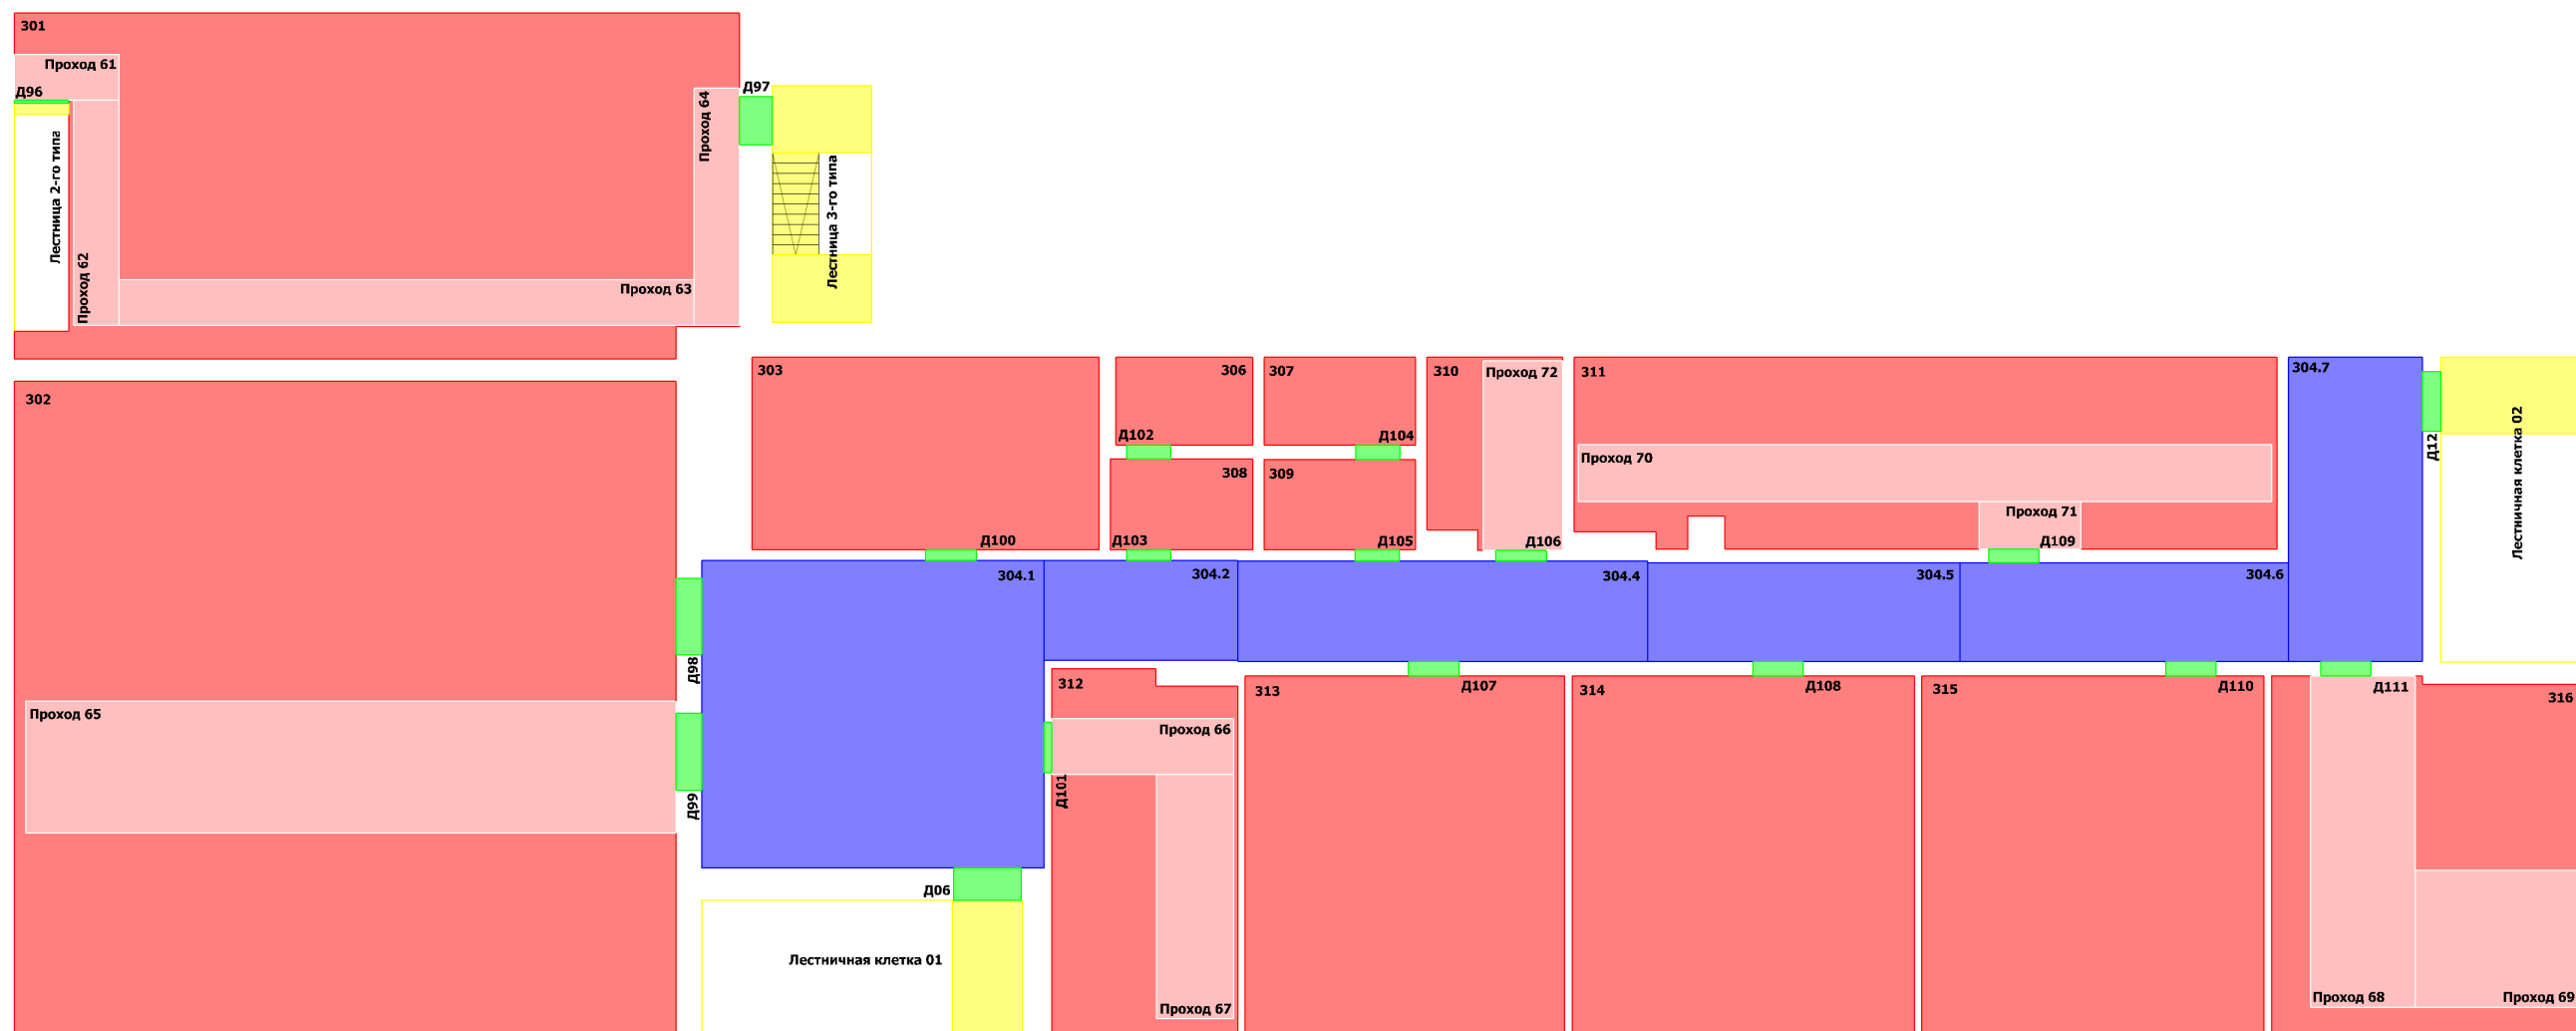 301
Проход 61
Д96
Лестница 2-го типа
Проход 62
Проход 63
Проход 64
Д97
Лестница 3-го типа
302
Проход 65
Д98
Д99
303
Д100
304.1
Д06
Лестничная клетка 01
306
Д102
308
Д103
304.2
307
Д104
309
Д105
310
Проход 72
Д106
304.4
311
Проход 70
Проход 71
Д109
304.5
304.6
304.7
Д12
Лестничная клетка 02
312
Проход 66
Д101
Проход 67
313
Д107
314
Д108
315
Д110
Д111
316
Проход 68
Проход 69